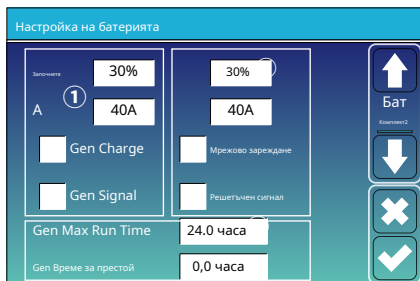 Настройка на батерията
Започнете 30% 30%
A ① 40A 40A
Gen Charge Мрежово зареждане
Gen Signal Решетъчен сигнал
Gen Max Run Time 24.0 часа
Gen Време за престой 0,0 часа
Бат
Комплект2